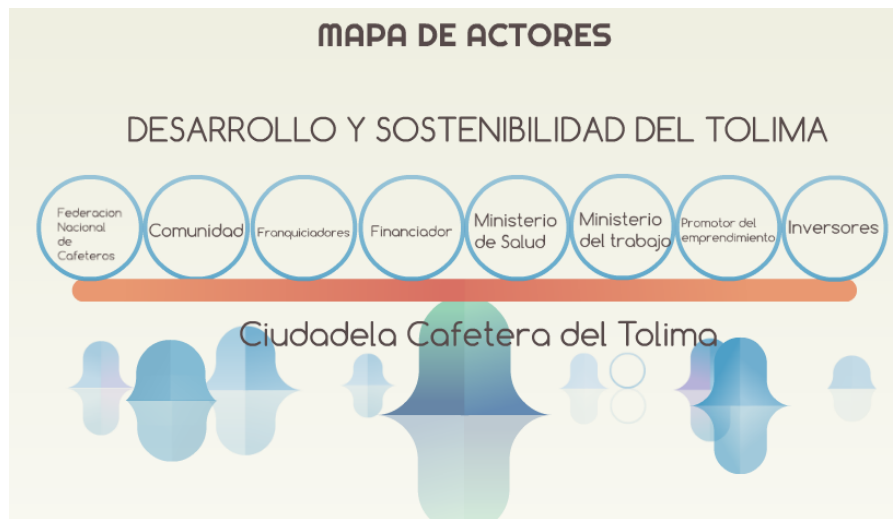 MAPA DE ACTORES
DESARROLLO Y SOSTENIBILIDAD DEL TOLIMA
Federacion
Nacional
de
Cafeteros
Comunidad
Franquiciadores
Financiador
Ministerio
de Salud
Ministerio
del trabajo
Promotor del
emprendimiento
Inversores
Ciudadela Cafetera del Tolima